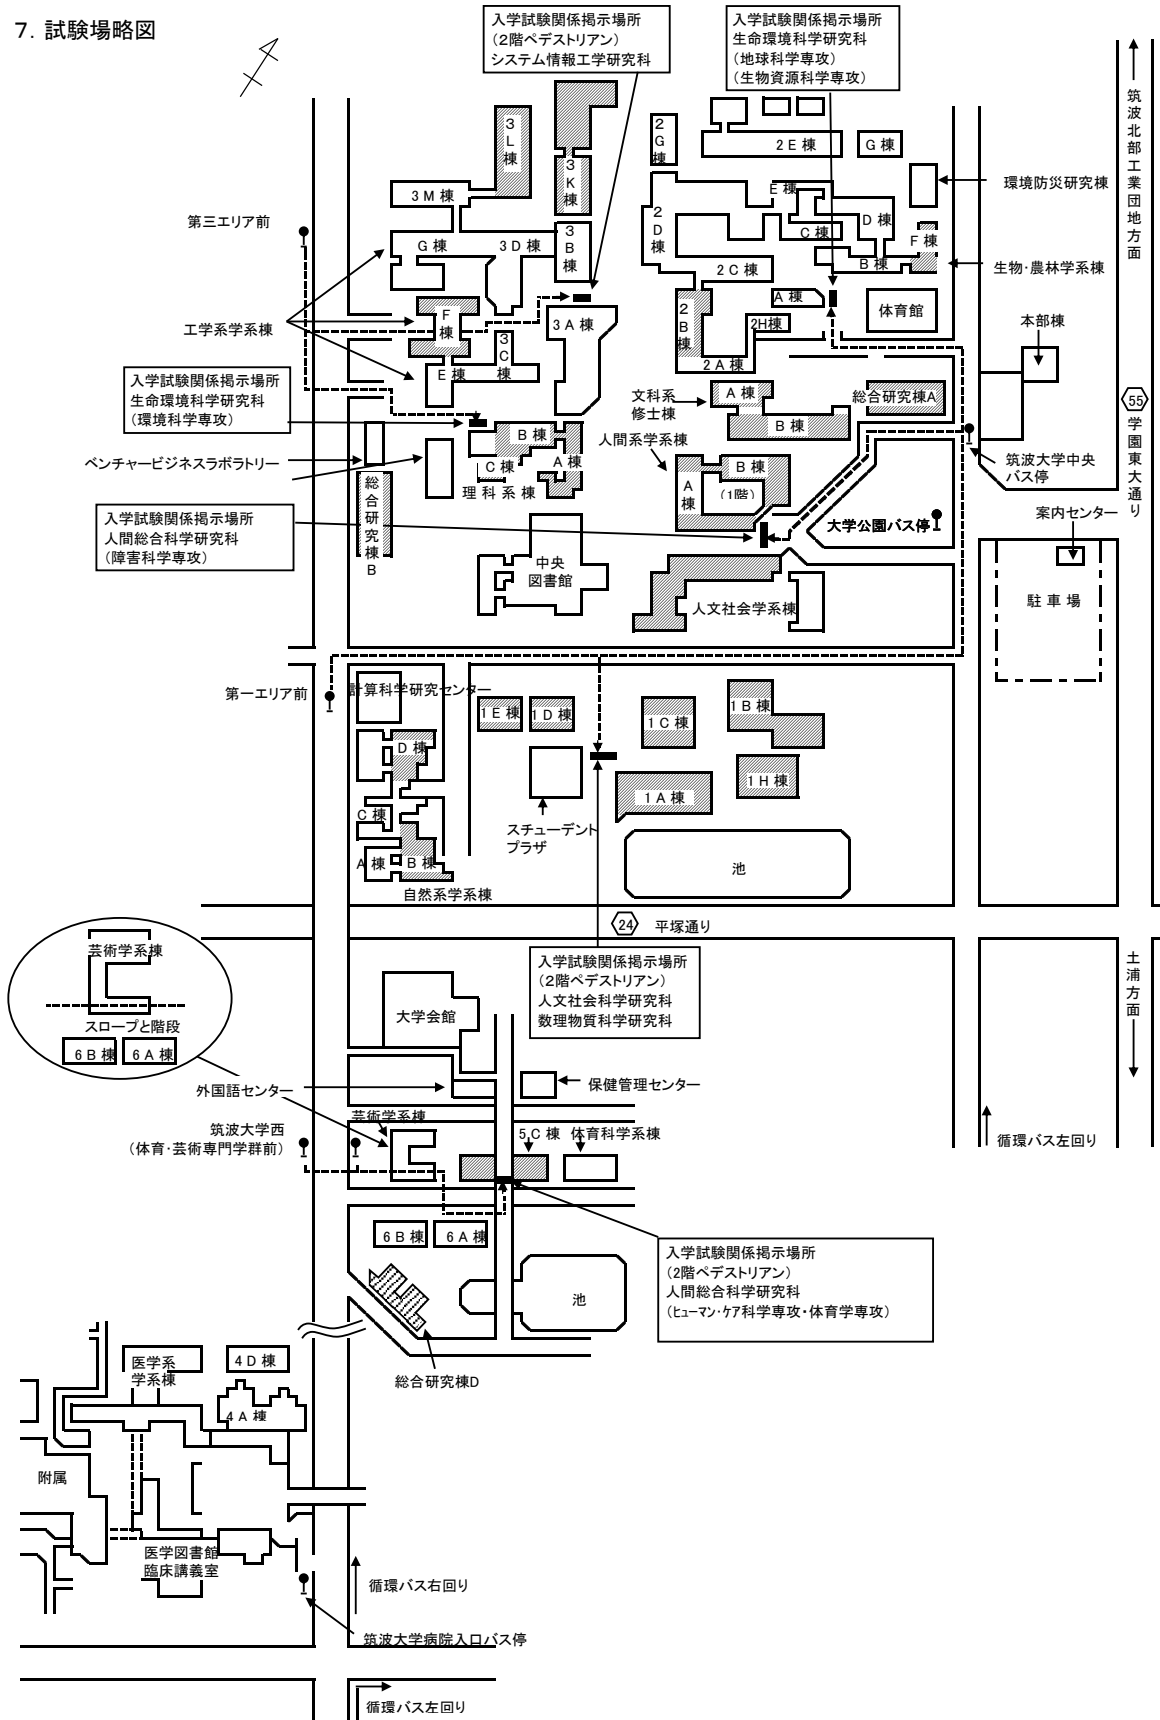 7. 試験場略図
入学試験関係掲示場所
(2階ペデストリアン)
システム情報工学研究科
入学試験関係掲示場所
生命環境科学研究科
(地球科学専攻)
(生物資源科学専攻)
筑波北部工業団地方面
3L棟
3K棟
2G棟
2E棟
G棟
3M棟
E棟
環境防災研究棟
第三エリア前
2D棟
D棟
C棟
F棟
G棟
3D棟
3B棟
B棟
生物・農林学系棟
2C棟
A棟
体育館
工学系学系棟
F棟
3A棟
2B棟
2H棟
本部棟
3C棟
E棟
2A棟
入学試験関係掲示場所
生命環境科学研究科
(環境科学専攻)
文科系
修士棟
A棟
総合研究棟A
55
学園東大通り
B棟
人間系学系棟
B棟
A棟
C棟
理科系棟
ベンチャービジネスラボラトリー
総合研究棟B
B棟
A棟
(1階)
筑波大学中央
バス停
入学試験関係掲示場所
人間総合科学研究科
(障害科学専攻)
大学公園バス停
案内センター
中央
図書館
人文社会学系棟
駐車場
第一エリア前
計算科学研究センター
1E棟
1D棟
1C棟
1B棟
D棟
1H棟
1A棟
C棟
スチューデント
プラザ
A棟
B棟
池
自然系学系棟
24
平塚通り
芸術学系棟
スロープと階段
6B棟
6A棟
入学試験関係掲示場所
(2階ペデストリアン)
人文社会科学研究科
数理物質科学研究科
土浦方面
大学会館
外国語センター
保健管理センター
芸術学系棟
筑波大学西
(体育・芸術専門学群前)
5C棟
体育科学系棟
循環バス左回り
6B棟
6A棟
入学試験関係掲示場所
(2階ペデストリアン)
人間総合科学研究科
(ヒューマン・ケア科学専攻・体育学専攻)
池
総合研究棟D
医学系
学系棟
4D棟
4A棟
附属
医学図書館
臨床講義室
循環バス右回り
筑波大学病院入口バス停
循環バス左回り